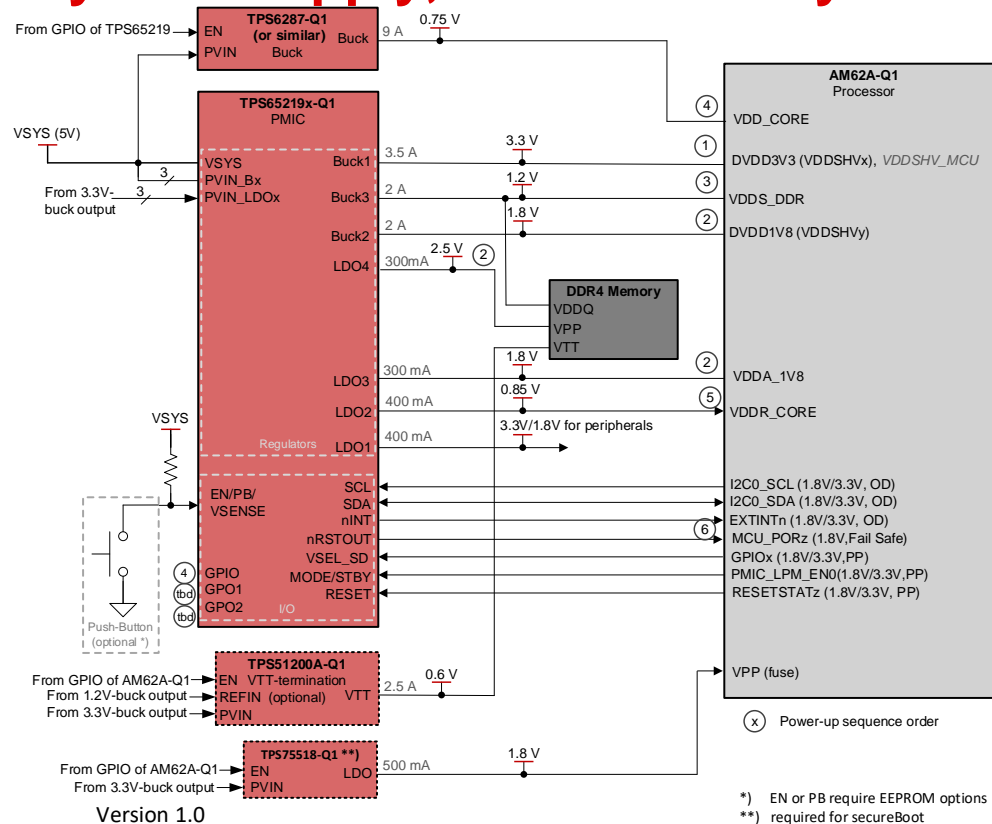 TPS6287-Q1
(or similar)
Buck
From GPIO of TPS65219
EN
PVIN
Buck
9 A
0.75 V
TPS65219x-Q1
PMIC
VSYS (5V)
VSYS
PVIN_Bx
3
PVIN_LDOx
From 3.3V-
buck output
3
Buck1
3.5 A
3.3 V
Buck3
2 A
1.2 V
Buck2
2 A
1.8 V
LDO4
300mA
2.5 V
2
DDR4 Memory
VDDQ
VPP
VTT
LDO3
300 mA
1.8 V
LDO2
400 mA
0.85 V
LDO1
400 mA
3.3V/1.8V for peripherals
Regulators
AM62A-Q1
Processor
4
VDD_CORE
1
DVDD3V3 (VDDSHVx), VDDSHV_MCU
3
VDDS_DDR
2
DVDD1V8 (VDDSHVy)
2
VDDA_1V8
5
VDDR_CORE
VSYS
EN/PB/
VSENSE
SCL
SDA
nINT
nRSTOUT
VSEL_SD
MODE/STBY
RESET
I2C0_SCL (1.8V/3.3V, OD)
I2C0_SDA (1.8V/3.3V, OD)
EXTINTn (1.8V/3.3V, OD)
6
MCU_PORz (1.8V,Fail Safe)
GPIOx (1.8V/3.3V,PP)
PMIC_LPM_EN0(1.8V/3.3V,PP)
RESETSTATz (1.8V/3.3V, PP)
4
GPIO
tbd
GPO1
tbd
GPO2
I/O
Push-Button
(optional *)
TPS51200A-Q1
VTT-termination
(optional)
From GPIO of AM62A-Q1
EN
From 1.2V-buck output
REFIN
From 3.3V-buck output
PVIN
VTT
2.5 A
0.6 V
VPP (fuse)
TPS75518-Q1 **)
From GPIO of AM62A-Q1
EN
From 3.3V-buck output
PVIN
LDO
500 mA
1.8 V
x
Power-up sequence order
Version 1.0
*) EN or PB require EEPROM options
**) required for secureBoot